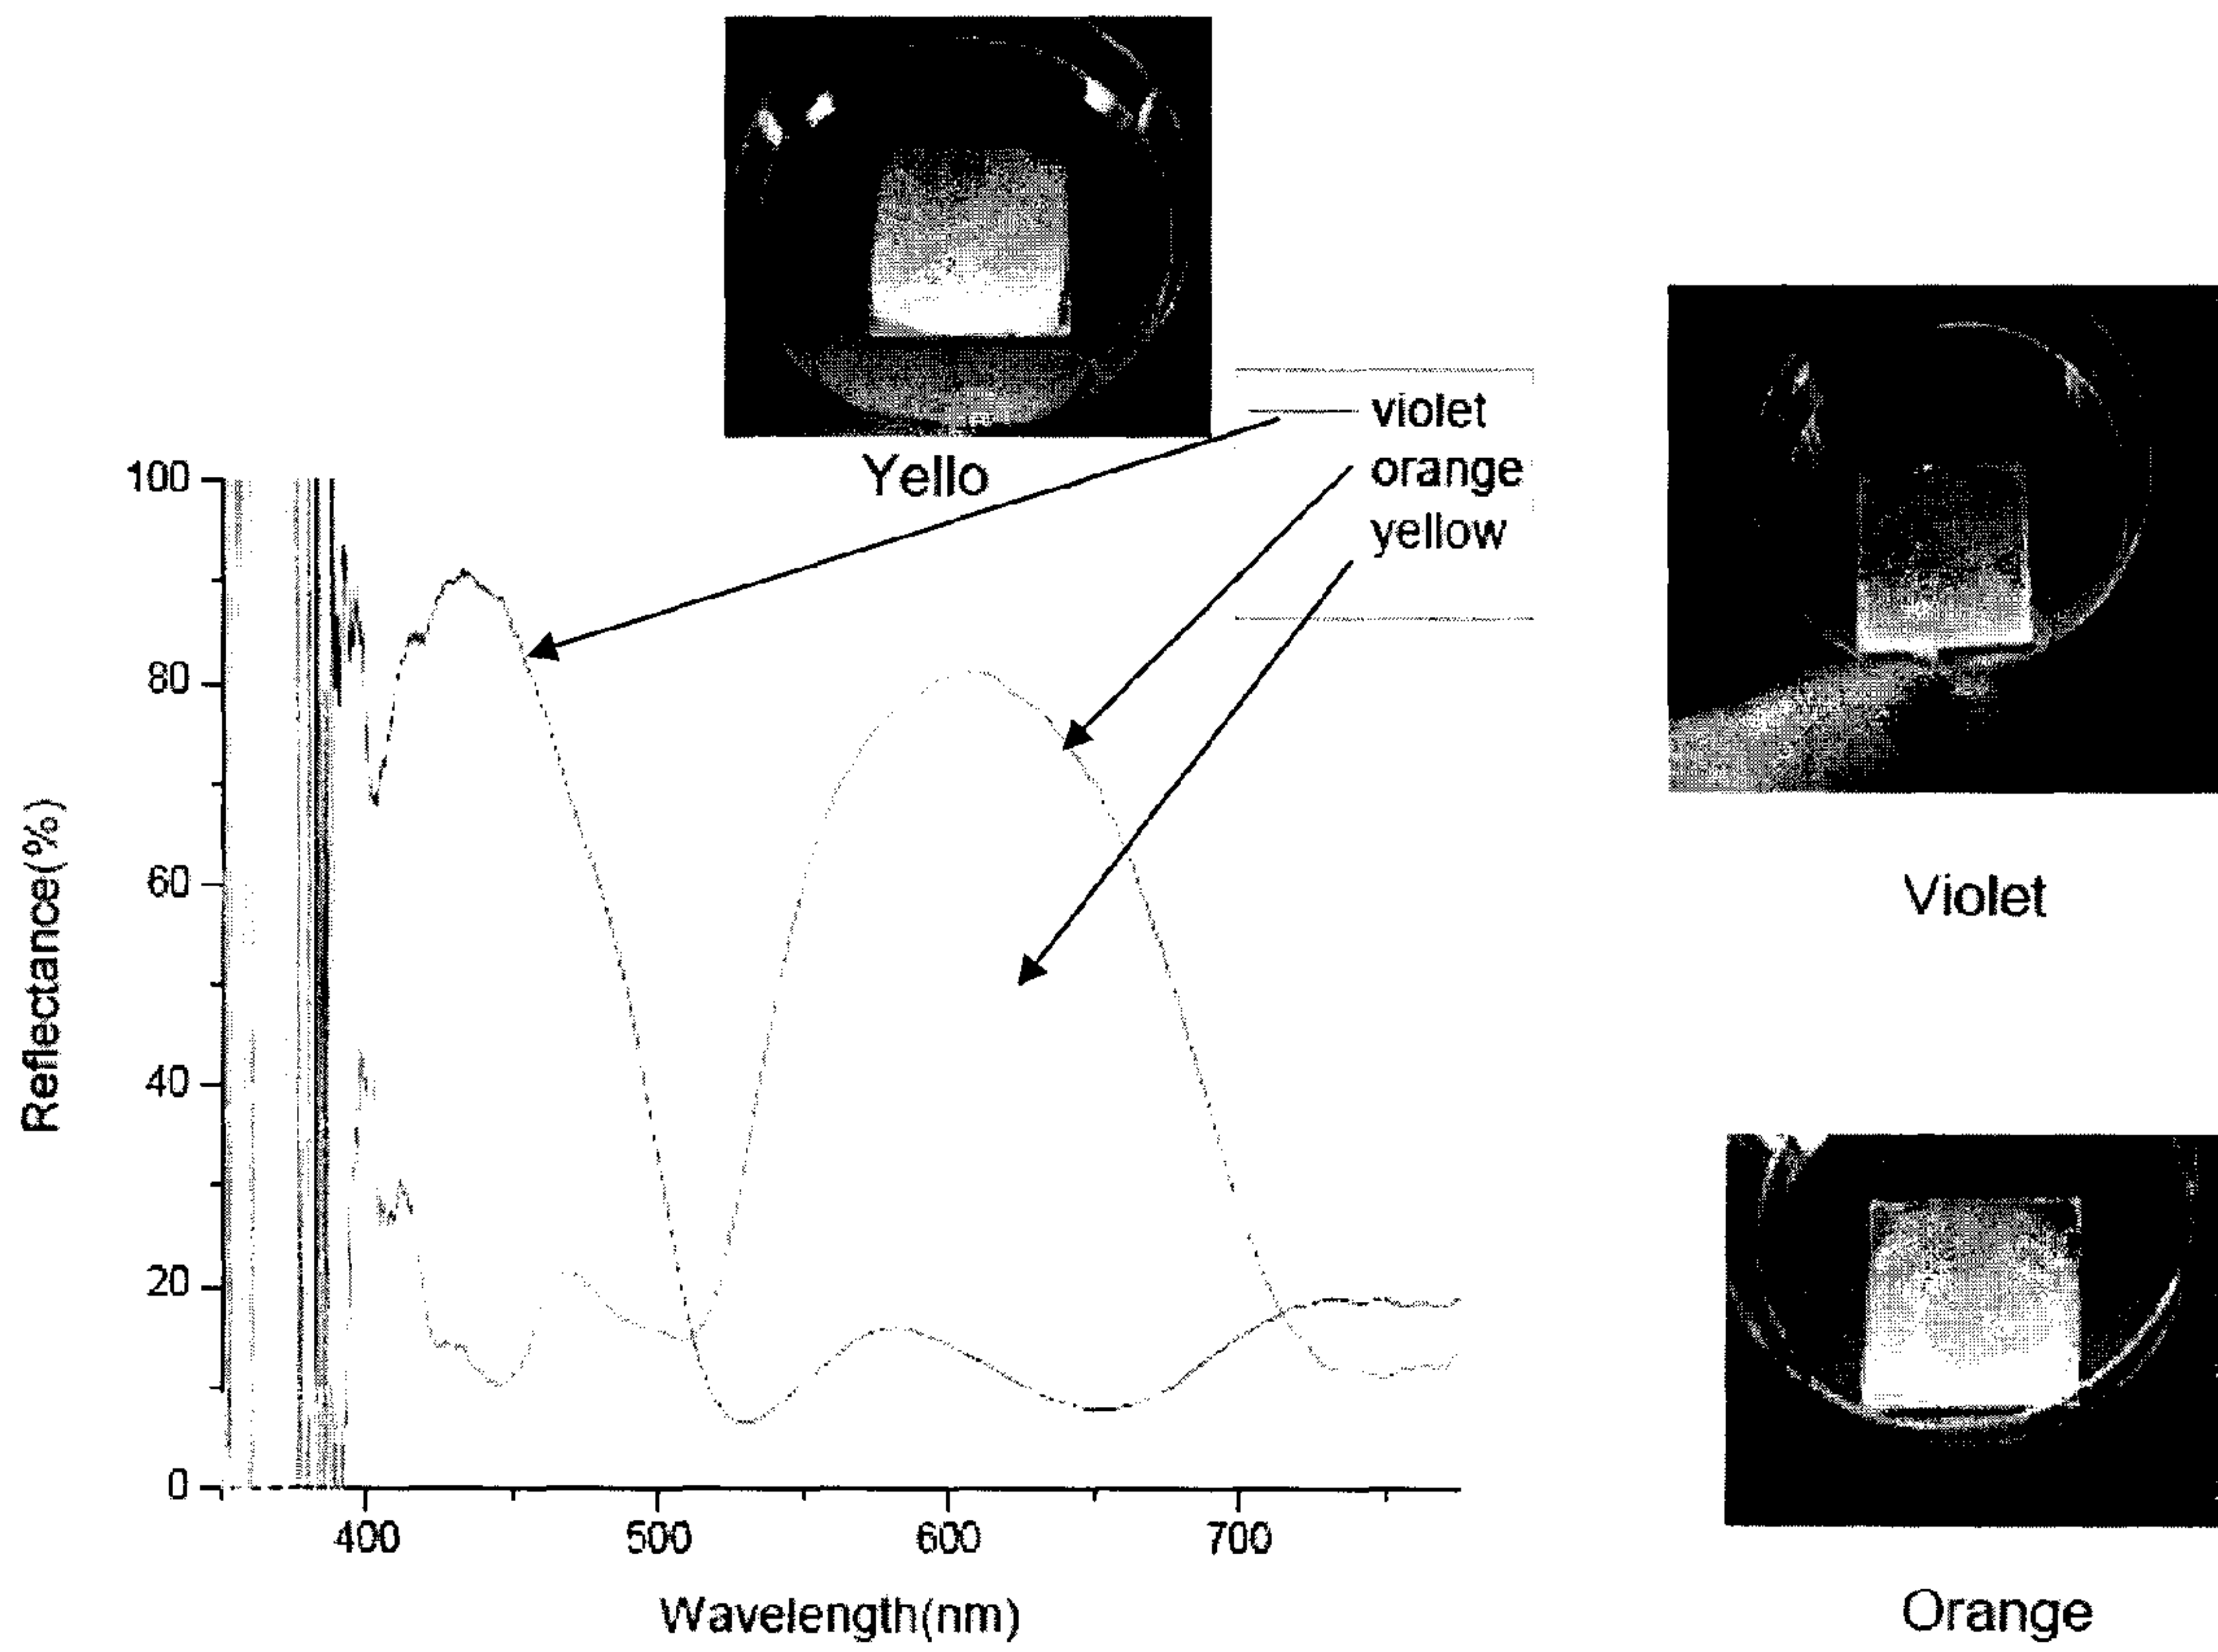 Yello
violet
orange
yellow
100
80
60
40
20
0
Reflectance(%)
400 500 600 700
Wavelength(nm)
Violet
Orange